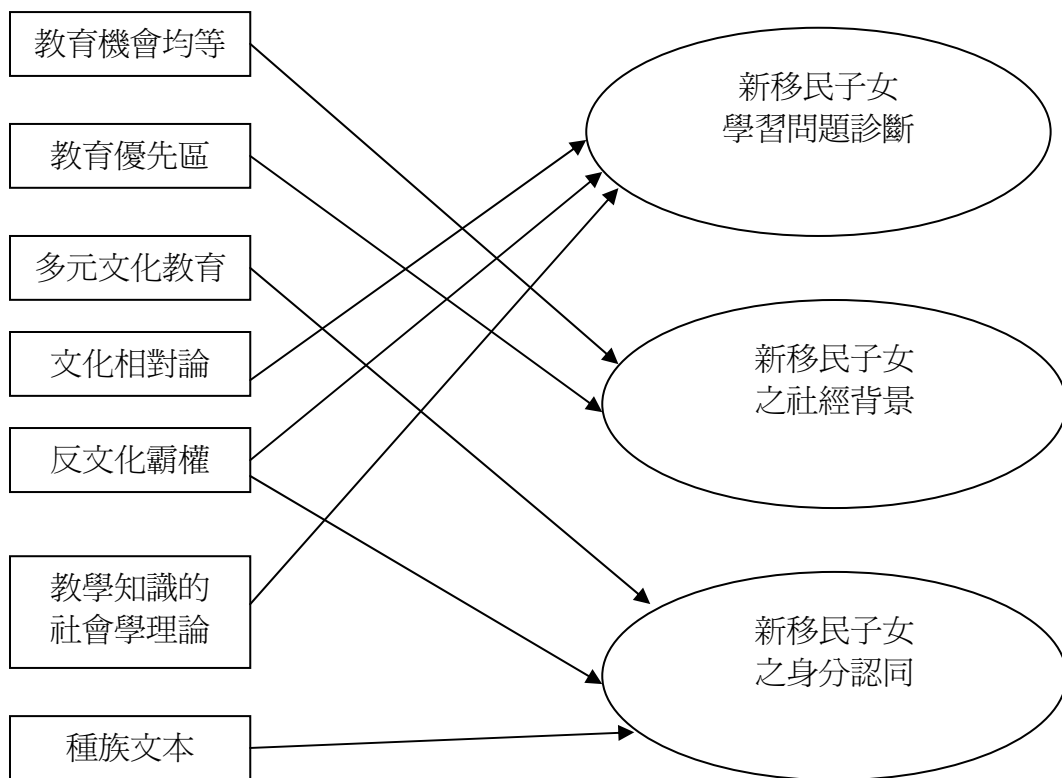 教育機會均等
教育優先區
多元文化教育
文化相對論
反文化霸權
教學知識的
社會學理論
種族文本
新移民子女
學習問題診斷
新移民子女
之社經背景
新移民子女
之身分認同